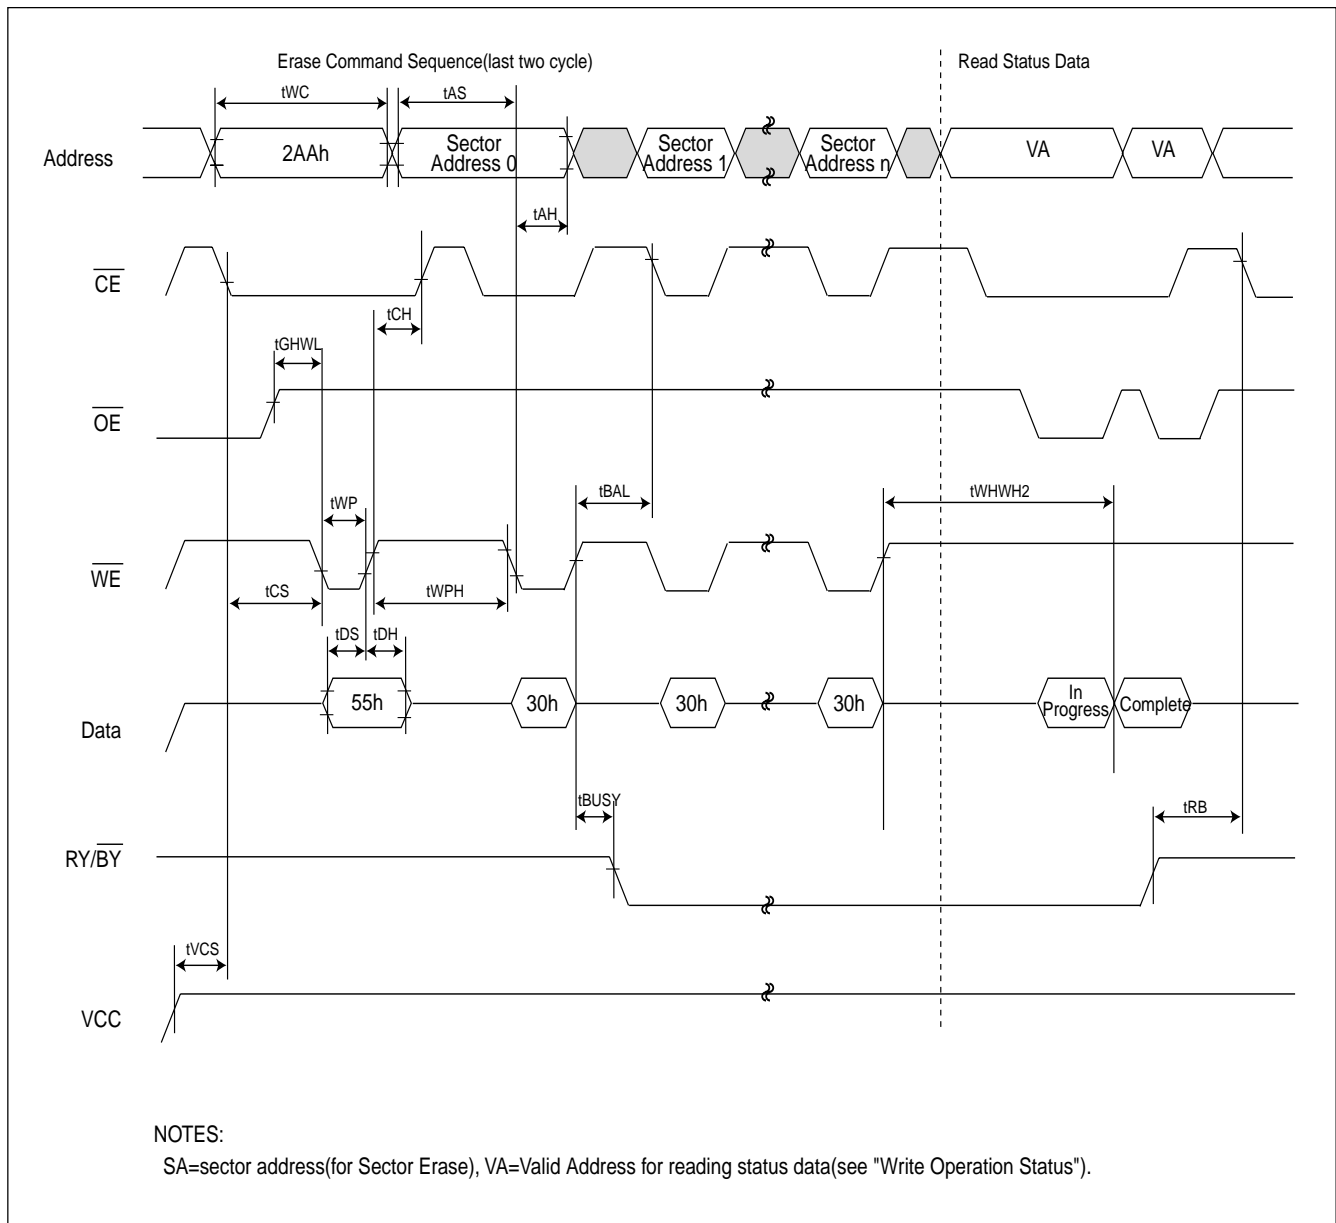 Erase Command Sequence(last two cycle)
Read Status Data
tWC
tAS
Address
2AAh
Sector
Address 0
Sector
Address 1
Sector
Address n
VA
VA
tAH
CE
tCH
tGHWL
OE
tWP
tBAL
tWHWH2
WE
tCS
tWPH
tDS
tDH
Data
55h
30h
30h
30h
In
Progress
Complete
tBUSY
tRB
RY/BY
tVCS
VCC
NOTES:
SA=sector address(for Sector Erase), VA=Valid Address for reading status data(see "Write Operation Status").